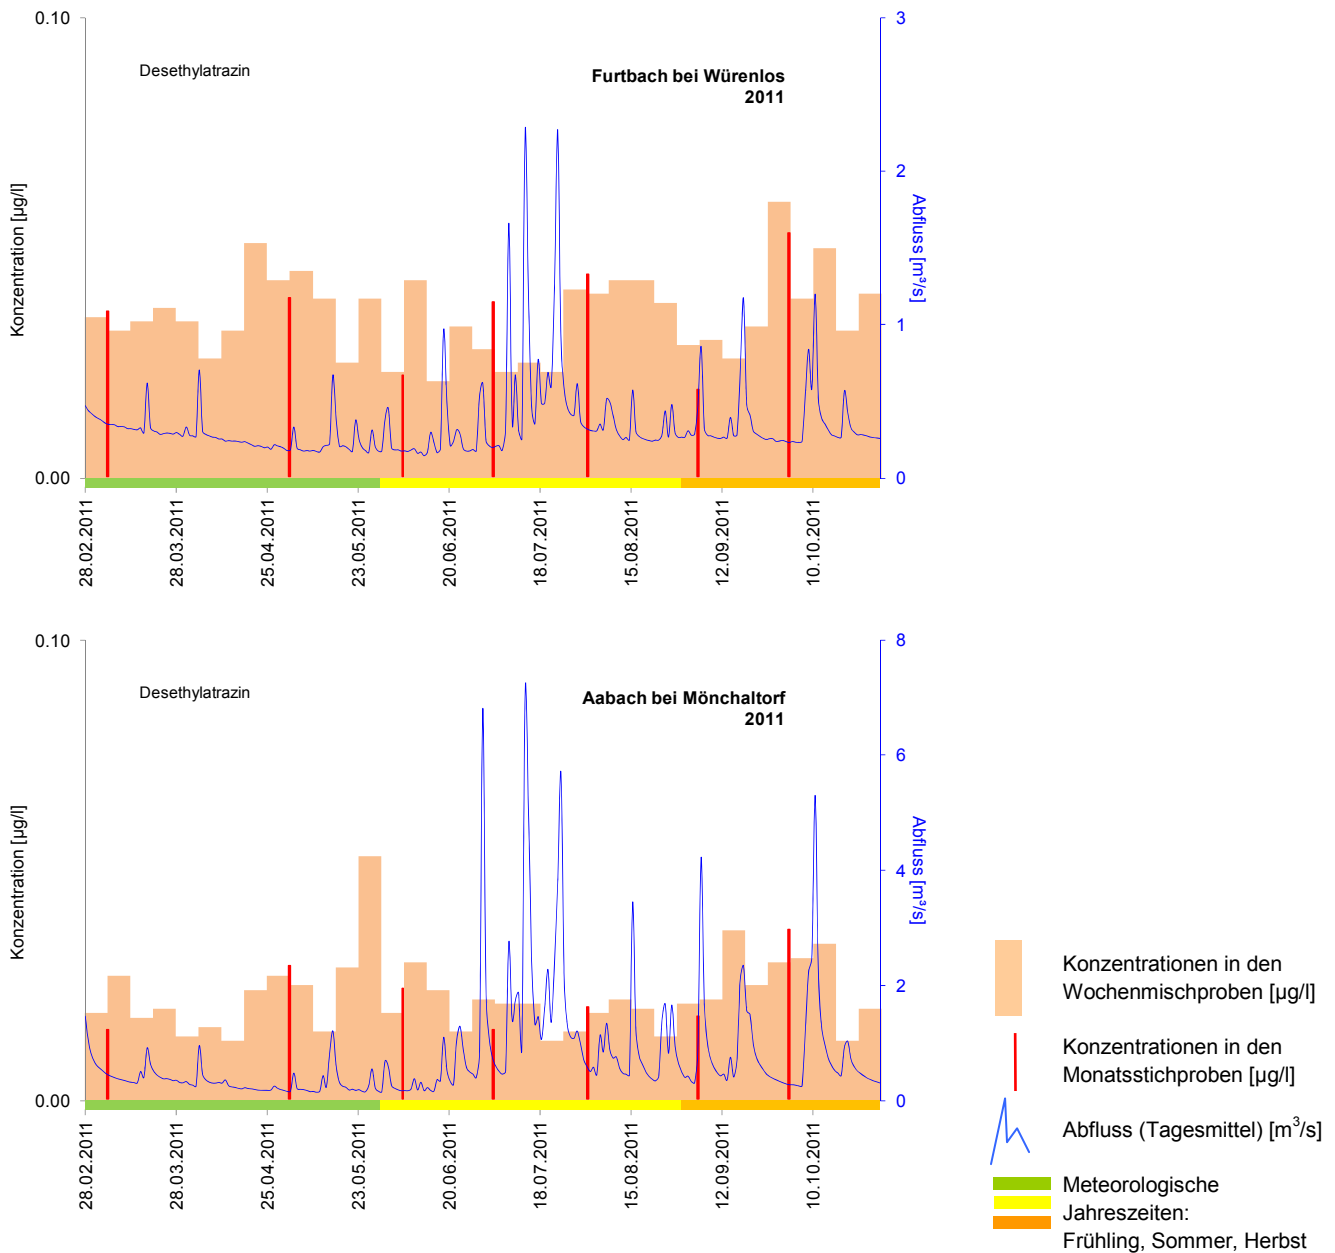 0.10
3
Desethylatrazin
Furtbach bei Würenlos
2011
2
Konzentration [µg/l]
Abfluss [m³/s]
1
0.00
0
28.02.2011
28.03.2011
25.04.2011
23.05.2011
20.06.2011
18.07.2011
15.08.2011
12.09.2011
10.10.2011
0.10
8
Desethylatrazin
Aabach bei Mönchaltorf
2011
6
Konzentration [µg/l]
Abfluss [m³/s]
4
2
0.00
0
28.02.2011
28.03.2011
25.04.2011
23.05.2011
20.06.2011
18.07.2011
15.08.2011
12.09.2011
10.10.2011
Konzentrationen in den
Wochenmischproben [µg/l]
Konzentrationen in den
Monatsstichproben [µg/l]
Abfluss (Tagesmittel) [m³/s]
Meteorologische
Jahreszeiten:
Frühling, Sommer, Herbst